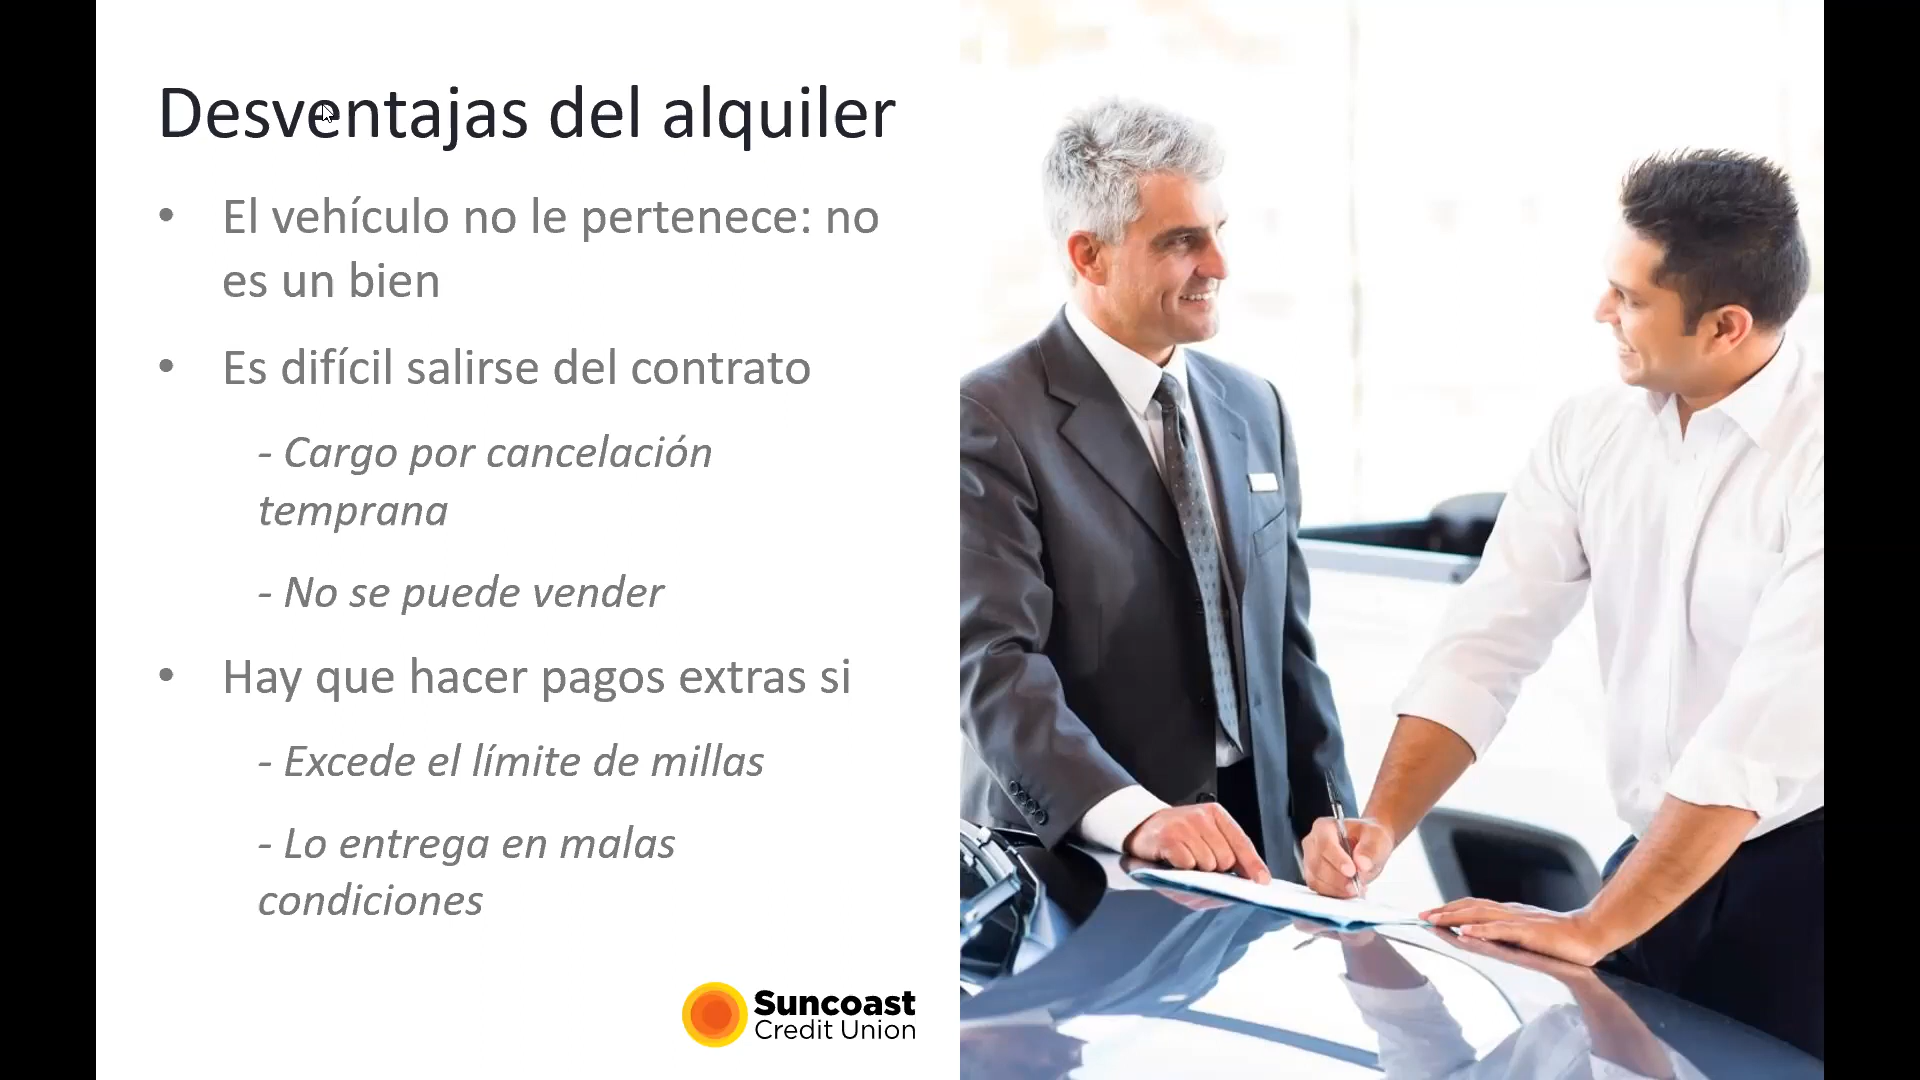 Desventajas del alquiler
• El vehículo no le pertenece: no
es un bien
• Es difícil salirse del contrato
- Cargo por cancelación
temprana
- No se puede vender
• Hay que hacer pagos extras si
- Excede el límite de millas
- Lo entrega en malas
condiciones
Suncoast
Credit Union